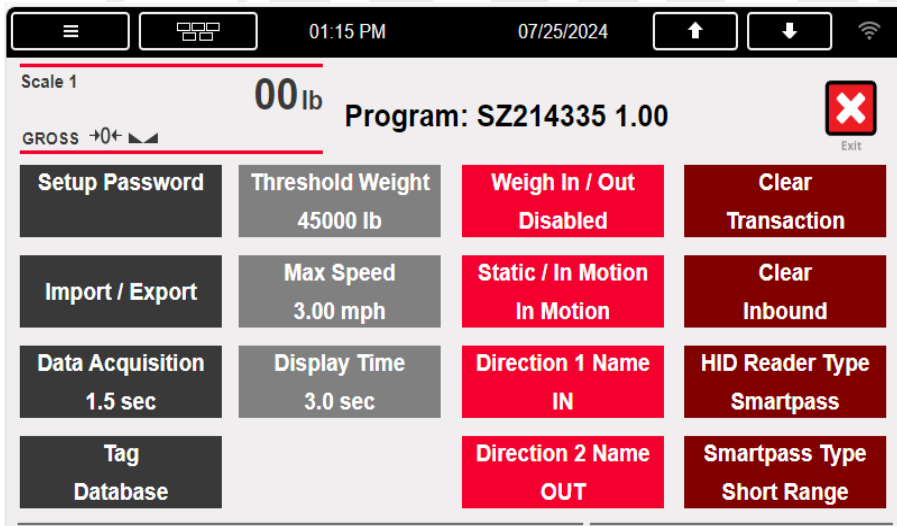 01:15 PM 07/25/2024
Scale 1
00 lb
Program: SZ214335 1.00
GROSS →0←
Exit
Setup Password
Threshold Weight
45000 lb
Weigh In / Out
Disabled
Clear
Transaction
Import / Export
Max Speed
3.00 mph
Static / In Motion
In Motion
Clear
Inbound
Data Acquisition
1.5 sec
Display Time
3.0 sec
Direction 1 Name
IN
HID Reader Type
Smartpass
Tag
Database
Direction 2 Name
OUT
Smartpass Type
Short Range